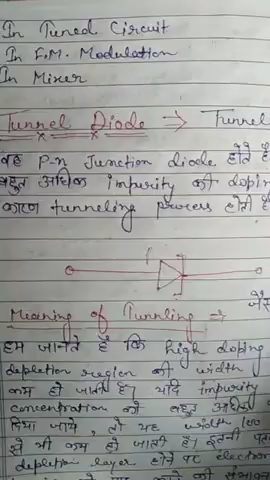 In Tuned Circuit
In F.M. Modulation
In Mixer
Tunnel Diode → Tunnel
वह P-n Junction diode होते है
बहुत अधिक impurity की doping
कारण tunneling process होती है
जैसे
Meaning of Tunnling →
हम जानते हैं कि high doping
depletion region की width
कम हो जाती है। यदि impurity
concentration को बहुत अधिक
दिया जाये, तो यह width 100
से भी कम हो जाती है। इतनी पतली
depletion layer होने पर electron